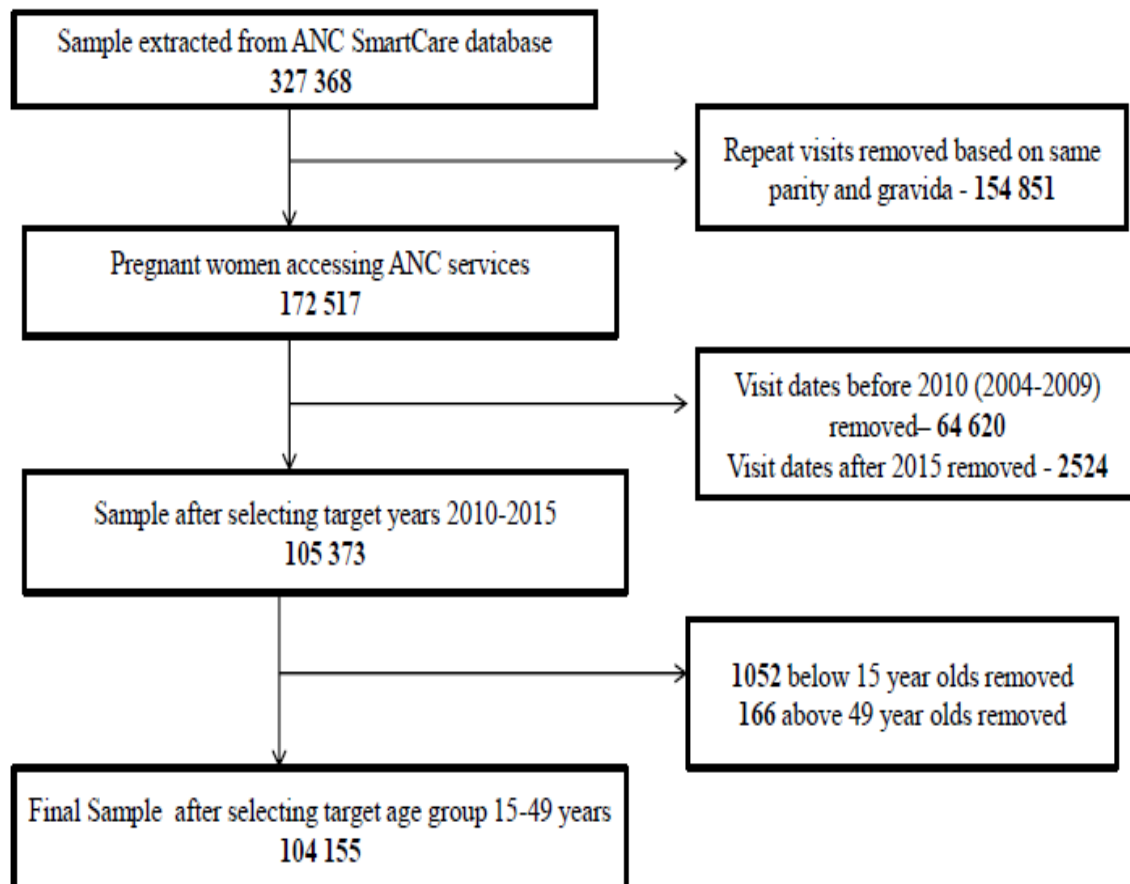 Sample extracted from ANC SmartCare database
327 368
Repeat visits removed based on same
parity and gravida - 154 851
Pregnant women accessing ANC services
172 517
Visit dates before 2010 (2004-2009)
removed– 64 620
Visit dates after 2015 removed - 2524
Sample after selecting target years 2010-2015
105 373
1052 below 15 year olds removed
166 above 49 year olds removed
Final Sample after selecting target age group 15-49 years
104 155